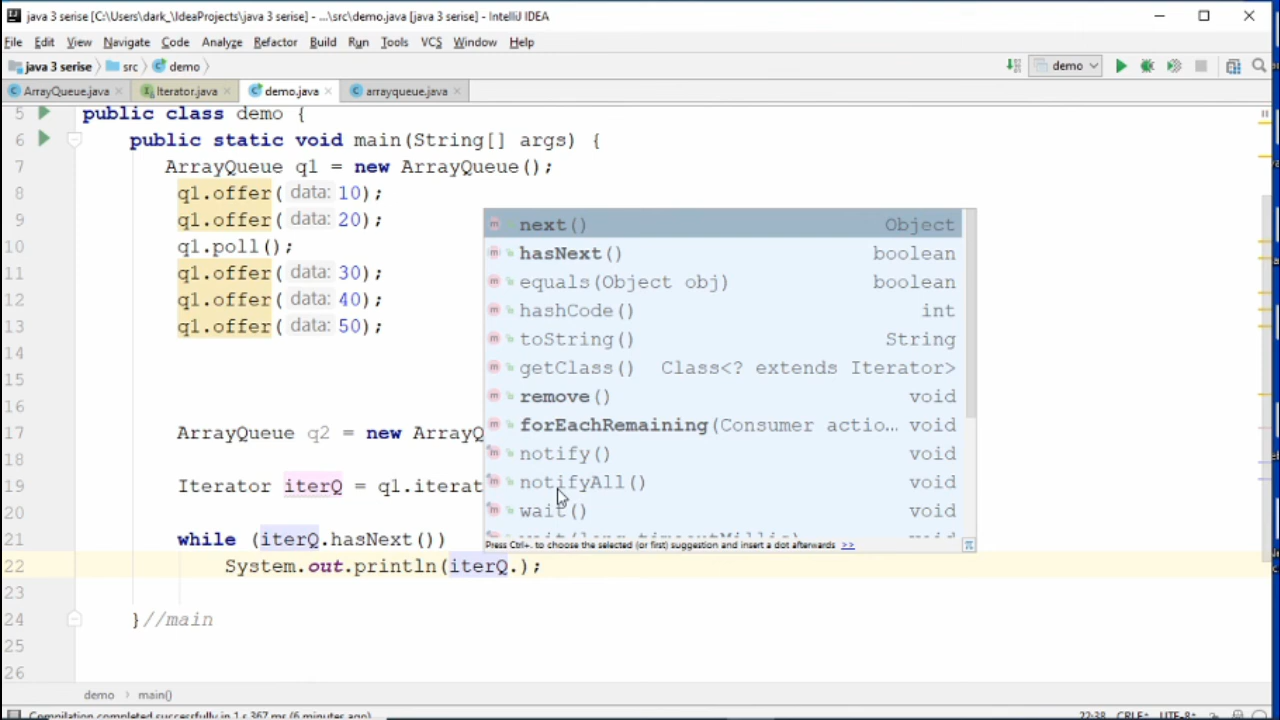 java 3 serise [C:\Users\dark_\IdeaProjects\java 3 serise] - ...\src\demo.java [java 3 serise] - IntelliJ IDEA
File Edit View Navigate Code Analyze Refactor Build Run Tools VCS Window Help
java 3 serise src demo demo
ArrayQueue.java Iterator.java demo.java arrayqueue.java
5 public class demo {
6 public static void main(String[] args) {
7 ArrayQueue q1 = new ArrayQueue();
8 q1.offer( data: 10);
9 q1.offer( data: 20);
10 q1.poll();
11 q1.offer( data: 30);
12 q1.offer( data: 40);
13 q1.offer( data: 50);
14
15
16
17 ArrayQueue q2 = new ArrayQ
18
19 Iterator iterQ = q1.iterat
20
21 while (iterQ.hasNext())
22 System.out.println(iterQ.);
23
24 }//main
25
26
next() Object
hasNext() boolean
equals(Object obj) boolean
hashCode() int
toString() String
getClass() Class<? extends Iterator>
remove() void
forEachRemaining(Consumer actio... void
notify() void
notifyAll() void
wait() void
wait(long timeoutMillis) void
Press Ctrl+. to choose the selected (or first) suggestion and insert a dot afterwards >>
demo main()
Compilation completed successfully in 1 s 367 ms (6 minutes ago) 22:38 CRLF UTF-8